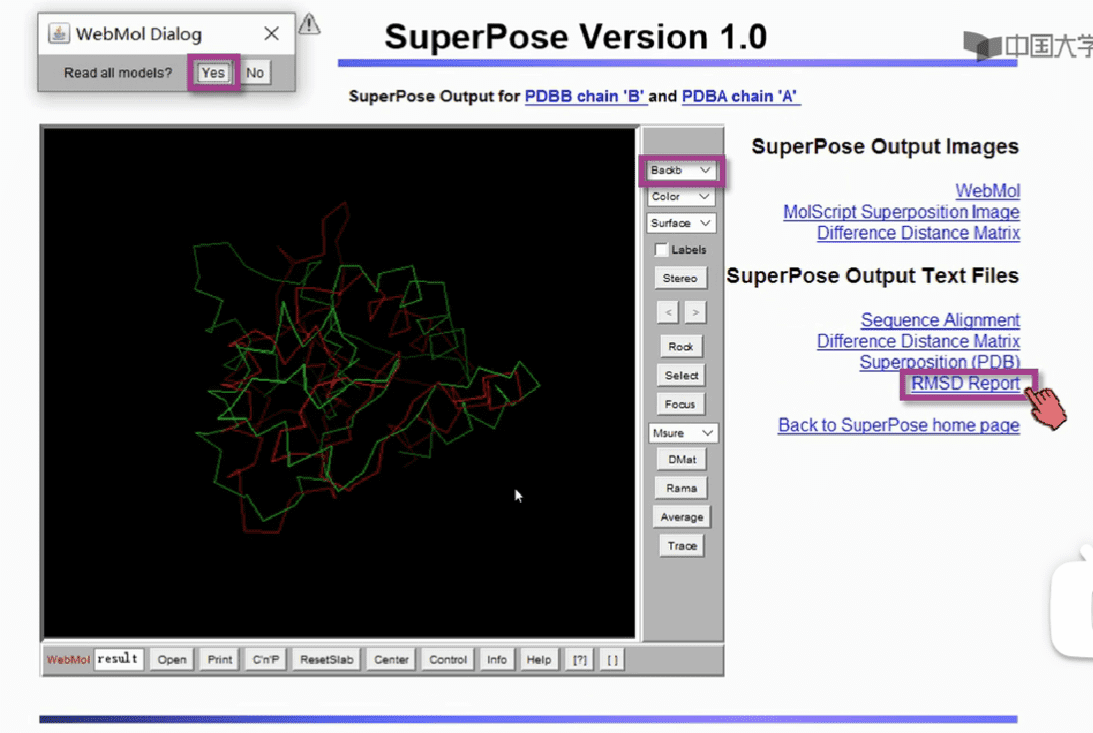 WebMol Dialog
Read all models? Yes No
SuperPose Version 1.0
中国大学
SuperPose Output for PDBB chain 'B' and PDBA chain 'A'
Backb
Color
Surface
Labels
Stereo
< >
Rock
Select
Focus
Msure
DMat
Rama
Average
Trace
WebMol result Open Print C'n'P ResetSlab Center Control Info Help [?] [ ]
SuperPose Output Images
WebMol
MolScript Superposition Image
Difference Distance Matrix
SuperPose Output Text Files
Sequence Alignment
Difference Distance Matrix
Superposition (PDB)
RMSD Report
Back to SuperPose home page